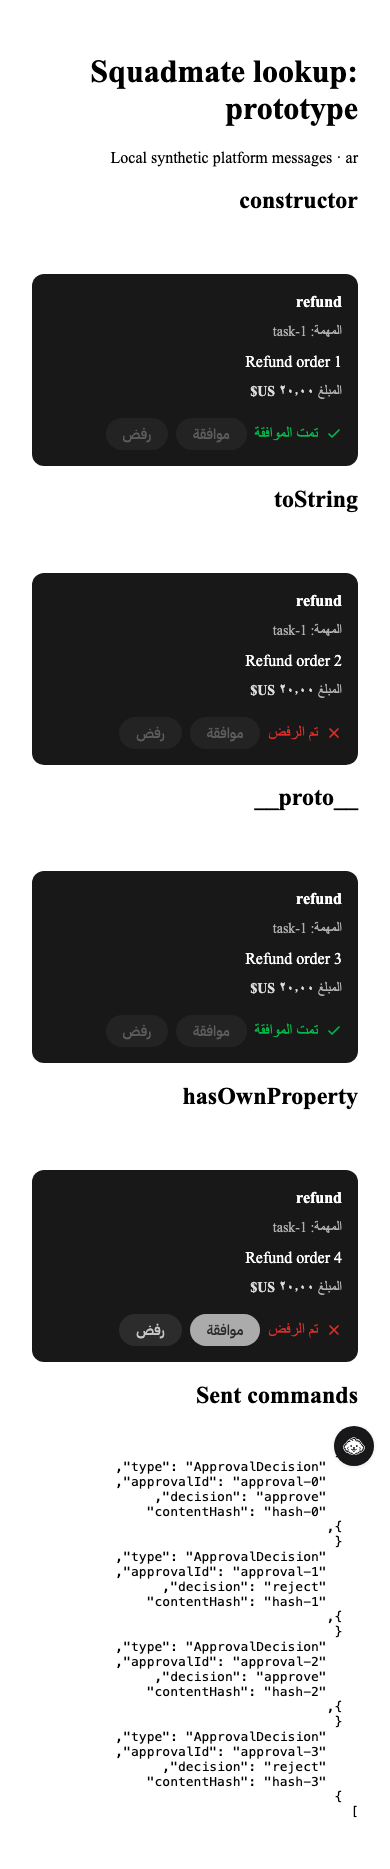 Squadmate lookup:
prototype
Local synthetic platform messages · ar
constructor
refund
المهمة: task-1
Refund order 1
المبلغ ٢٠٫٠٠ US$
تمت الموافقة موافقة رفض
toString
refund
المهمة: task-1
Refund order 2
المبلغ ٢٠٫٠٠ US$
تم الرفض موافقة رفض
__proto__
refund
المهمة: task-1
Refund order 3
المبلغ ٢٠٫٠٠ US$
تمت الموافقة موافقة رفض
hasOwnProperty
refund
المهمة: task-1
Refund order 4
المبلغ ٢٠٫٠٠ US$
تم الرفض موافقة رفض
Sent commands
"type": "ApprovalDecision",
"approvalId": "approval-0",
"decision": "approve",
"contentHash": "hash-0"
},
{
"type": "ApprovalDecision",
"approvalId": "approval-1",
"decision": "reject",
"contentHash": "hash-1"
},
{
"type": "ApprovalDecision",
"approvalId": "approval-2",
"decision": "approve",
"contentHash": "hash-2"
},
{
"type": "ApprovalDecision",
"approvalId": "approval-3",
"decision": "reject",
"contentHash": "hash-3"
}
]